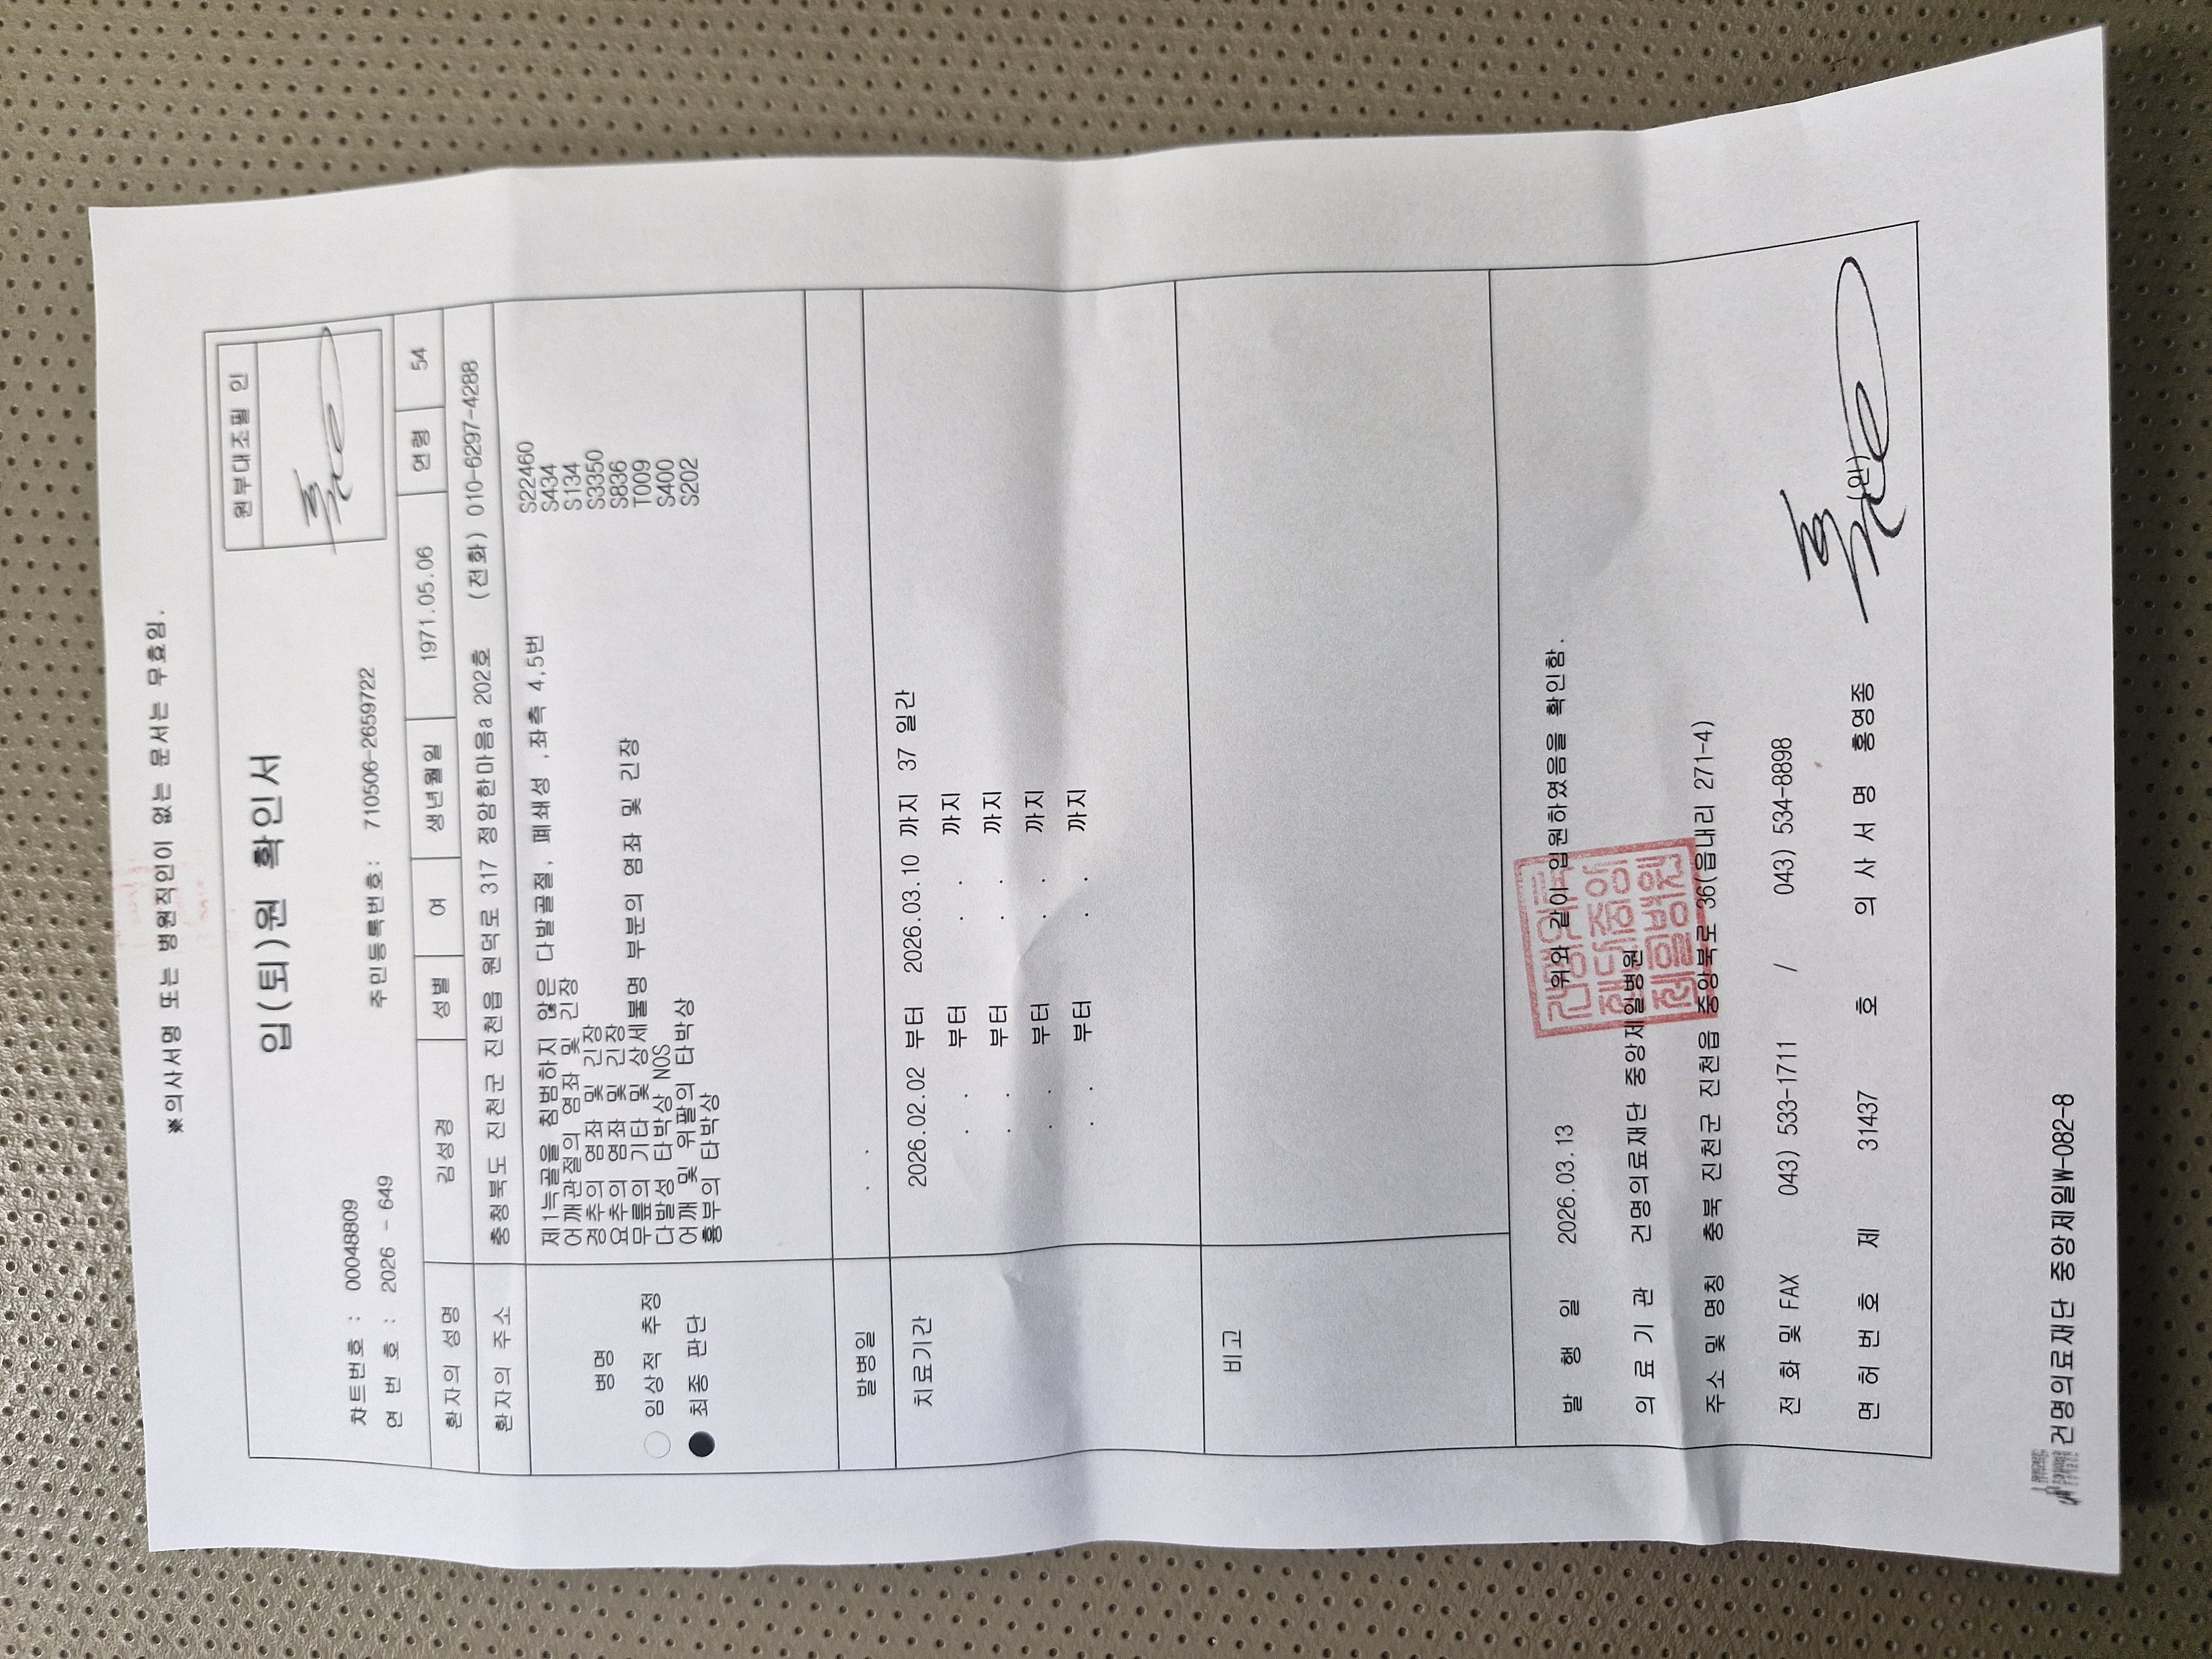 ※의사서명 또는 병원직인이 없는 문서는 무효임.
원부대조필 인
입(퇴)원 확인서
차트번호 : 00048809
연 번 호 : 2026 - 649
주민등록번호 : 710506-2659722
환자의 성명 김성경 성별 여 생년월일 1971.05.06 연령 54
환자의 주소 충청북도 진천군 진천읍 원덕로 317 정암한마음a 202호 (전화) 010-6297-4288
병명
임상적 추정
최종 판단
제1늑골을 침범하지 않은 다발골절, 폐쇄성 ,좌측 4,5번 S22460
어깨관절의 염좌 및 긴장 S434
경추의 염좌 및 긴장 S134
요추의 염좌 및 긴장 S3350
무릎의 기타 및 상세불명 부분의 염좌 및 긴장 S836
다발성 타박상 NOS T009
어깨 및 위팔의 타박상 S400
흉부의 타박상 S202
발병일 . .
치료기간 2026.02.02 부터 2026.03.10 까지 37 일간
. . 부터 . . 까지
. . 부터 . . 까지
. . 부터 . . 까지
. . 부터 . . 까지
비고
위와 같이 입원하였음을 확인함.
발 행 일 2026.03.13
의 료 기 관 건명의료재단 중앙제일병원
주소 및 명칭 충북 진천군 진천읍 중앙북로 36(읍내리 271-4)
전 화 및 FAX 043) 533-1711 / 043) 534-8898
면 허 번 호 제 31437 호 의 사 서 명 홍영종 (인)
건명의료재단 중앙제일W-082-8